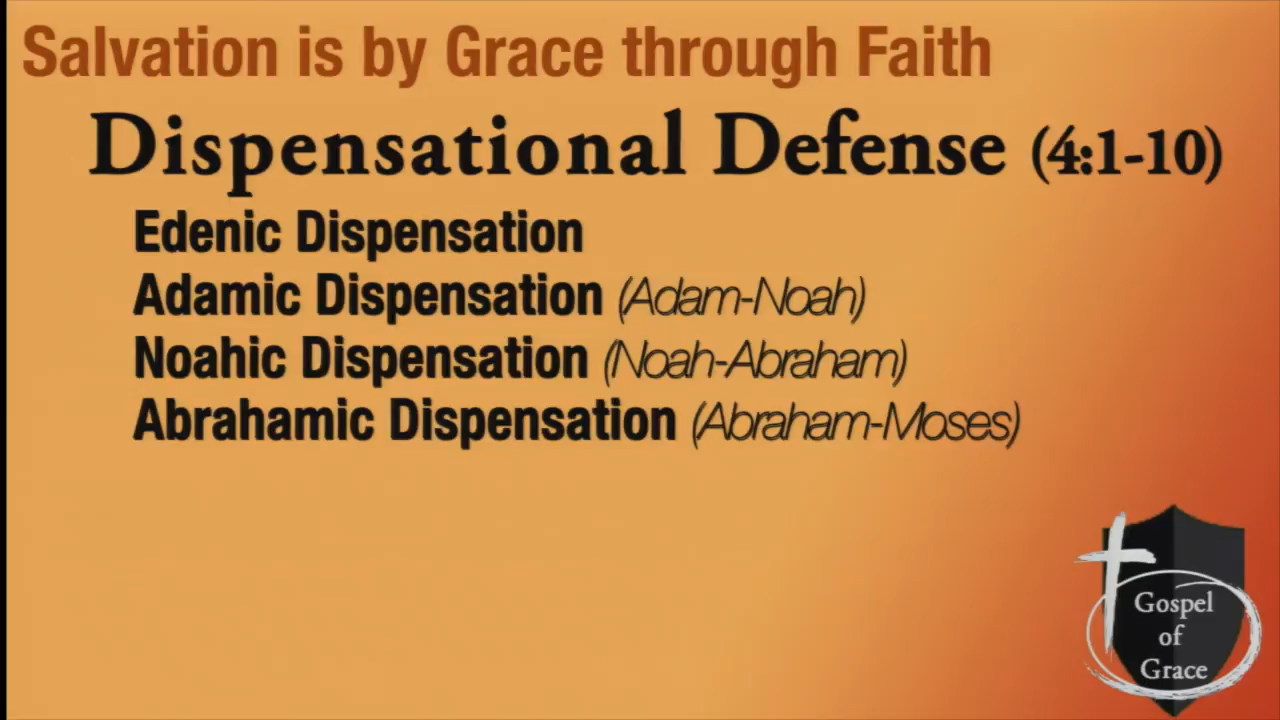 Salvation is by Grace through Faith
Dispensational Defense (4:1-10)
Edenic Dispensation
Adamic Dispensation (Adam-Noah)
Noahic Dispensation (Noah-Abraham)
Abrahamic Dispensation (Abraham-Moses)
Gospel
of
Grace